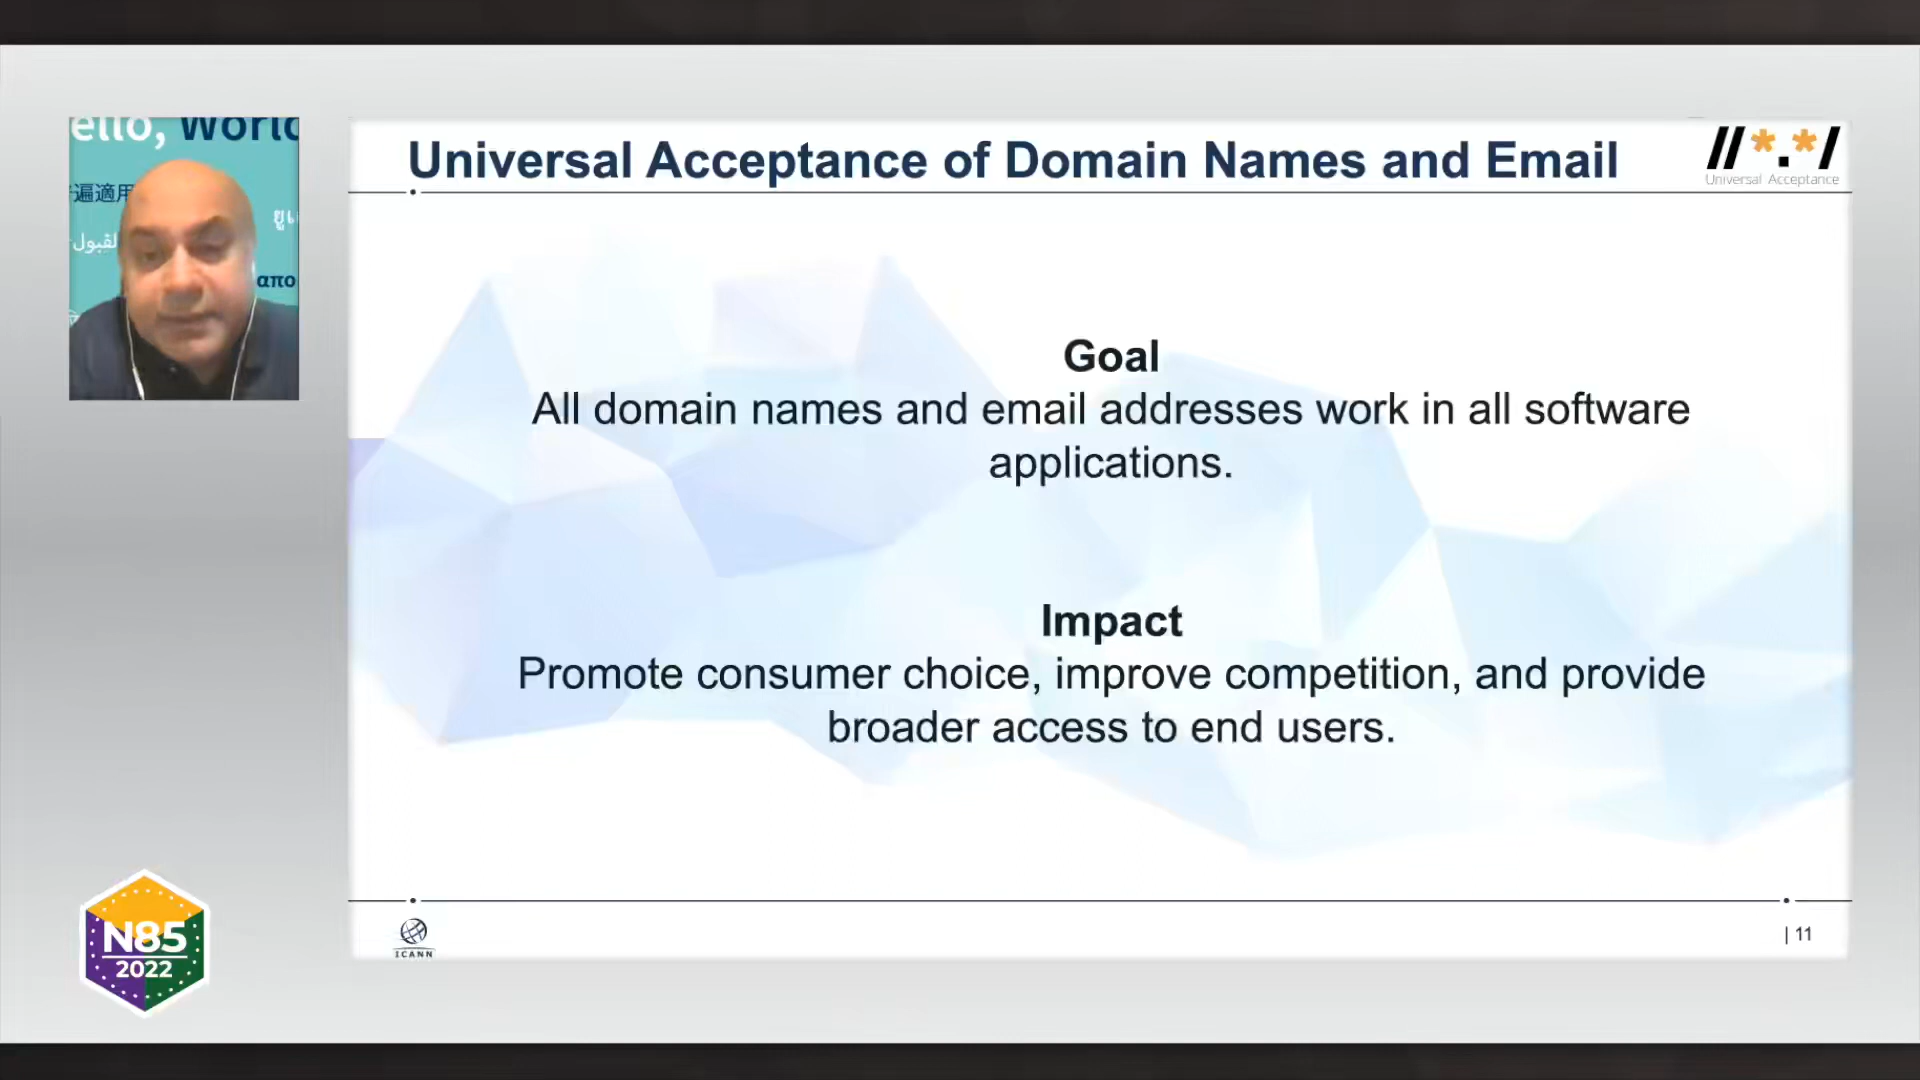 ello, World
遍適用
القبول
απο
Universal Acceptance of Domain Names and Email
//*.*/
Universal Acceptance
Goal
All domain names and email addresses work in all software
applications.
Impact
Promote consumer choice, improve competition, and provide
broader access to end users.
N85
2022
ICANN
| 11